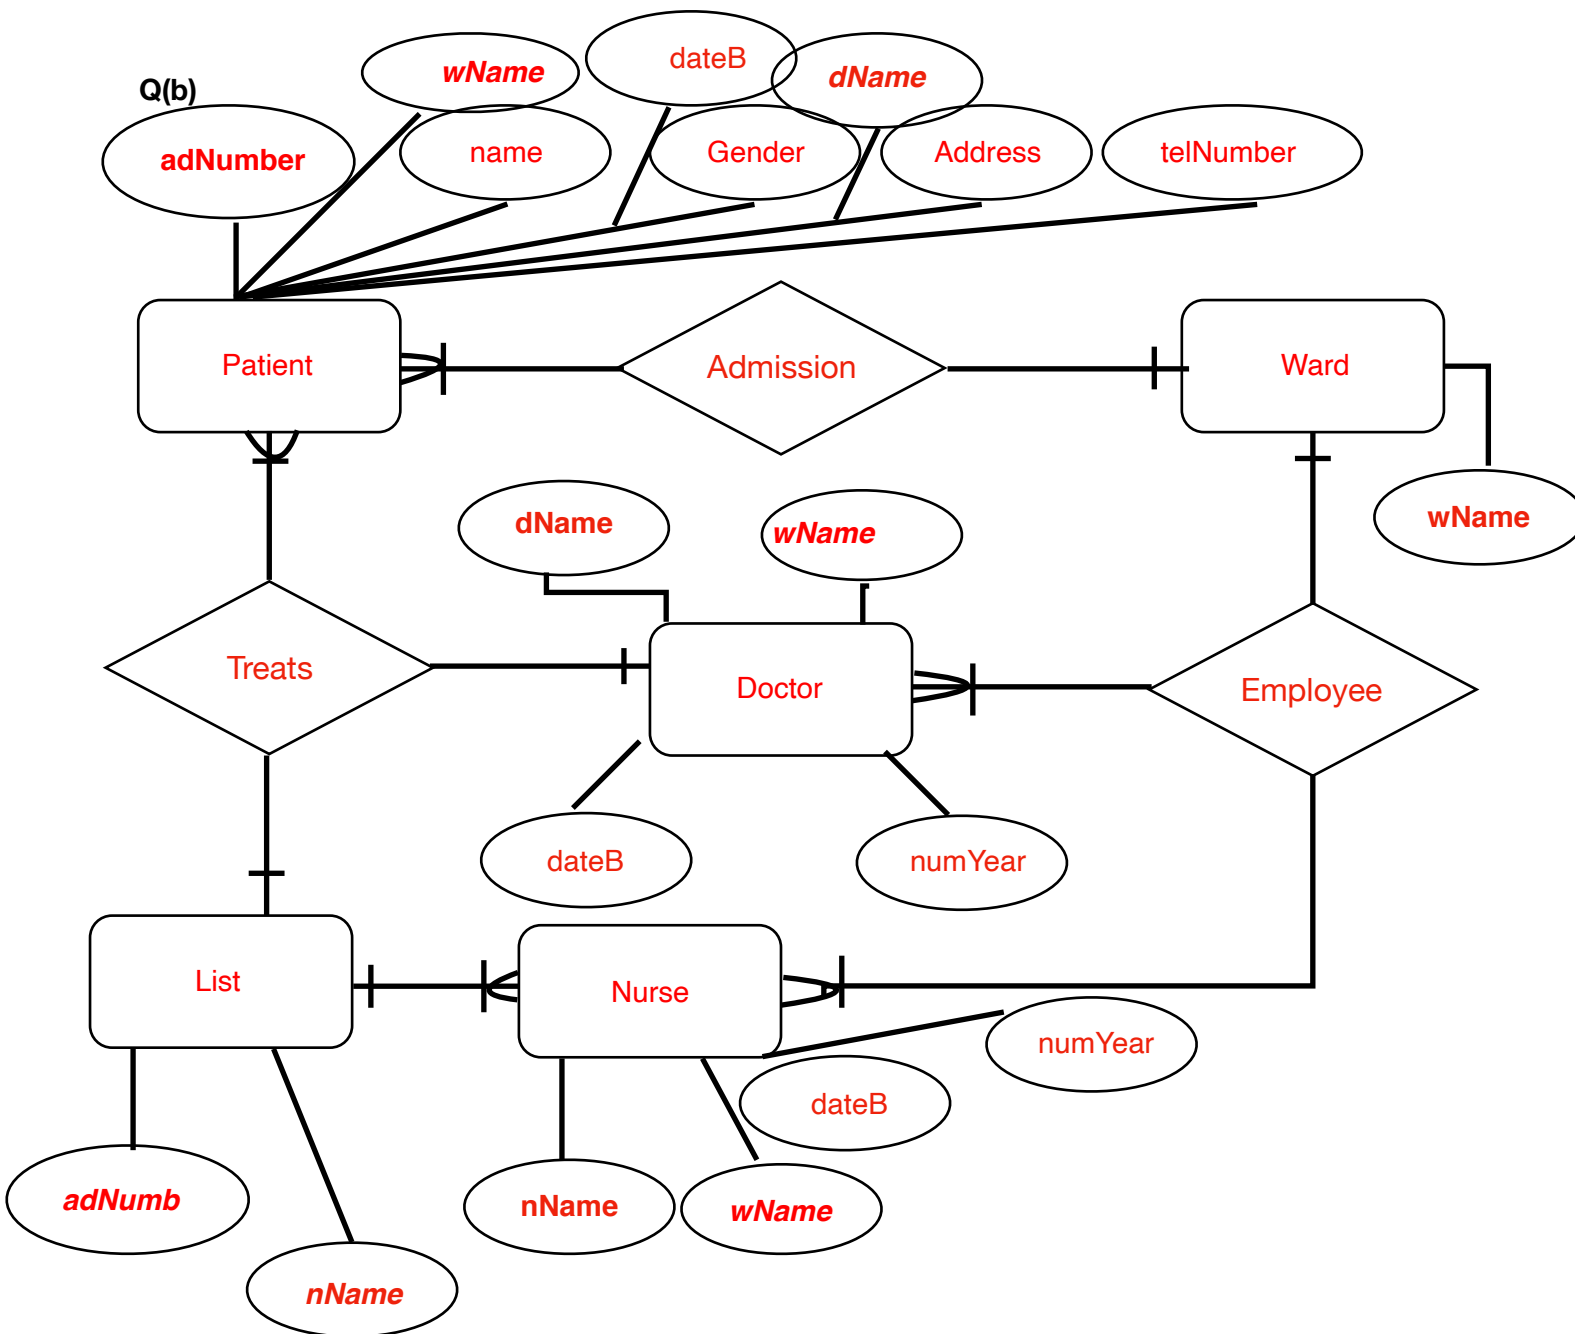 Q(b)
wName
dateB
dName
adNumber
name
Gender
Address
telNumber
Patient
Admission
Ward
dName
wName
wName
Treats
Doctor
Employee
dateB
numYear
List
Nurse
numYear
dateB
adNumb
nName
wName
nName